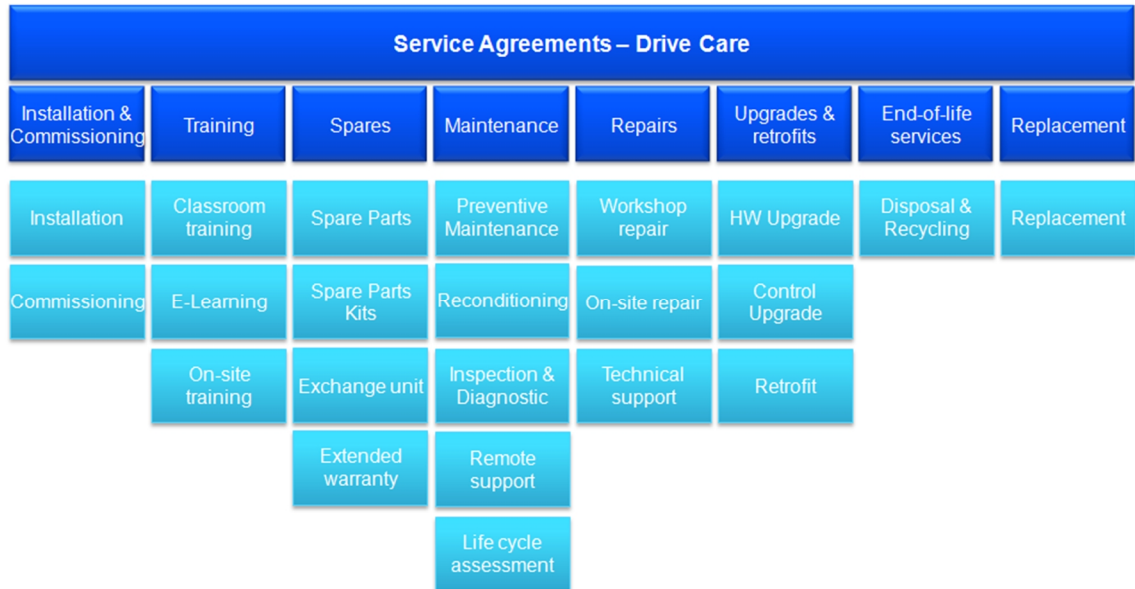 Service Agreements – Drive Care
Installation &
Commissioning
Training
Spares
Maintenance
Repairs
Upgrades &
retrofits
End-of-life
services
Replacement
Installation
Classroom
training
Spare Parts
Preventive
Maintenance
Workshop
repair
HW Upgrade
Disposal &
Recycling
Replacement
Commissioning
E-Learning
Spare Parts
Kits
Reconditioning
On-site repair
Control
Upgrade
On-site
training
Exchange unit
Inspection &
Diagnostic
Technical
support
Retrofit
Extended
warranty
Remote
support
Life cycle
assessment